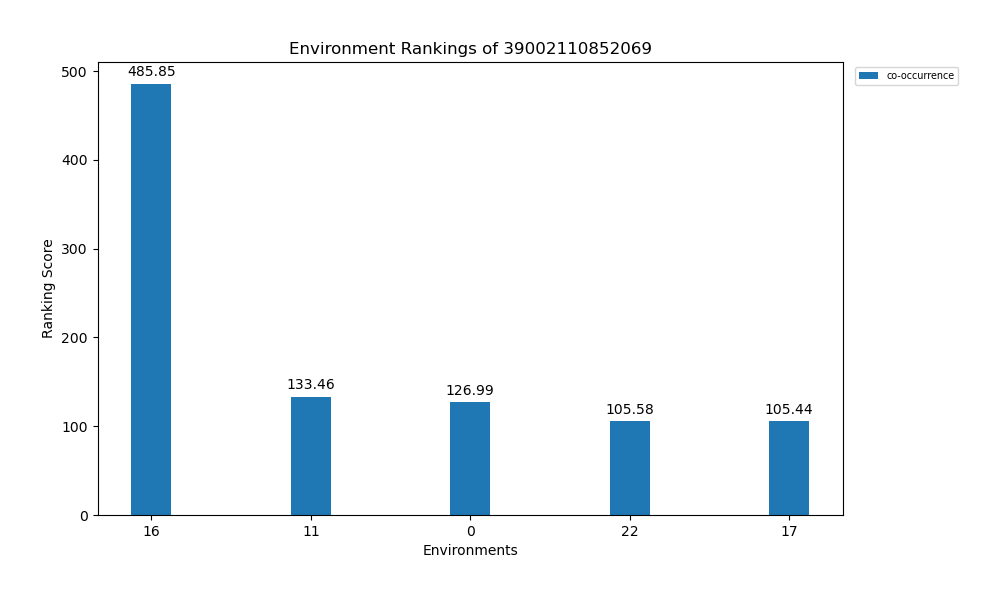 Environment Rankings of 39002110852069
485.85
133.46
126.99
105.58
105.44
500
400
300
200
100
0
Ranking Score
16 11 0 22 17
Environments
co-occurrence